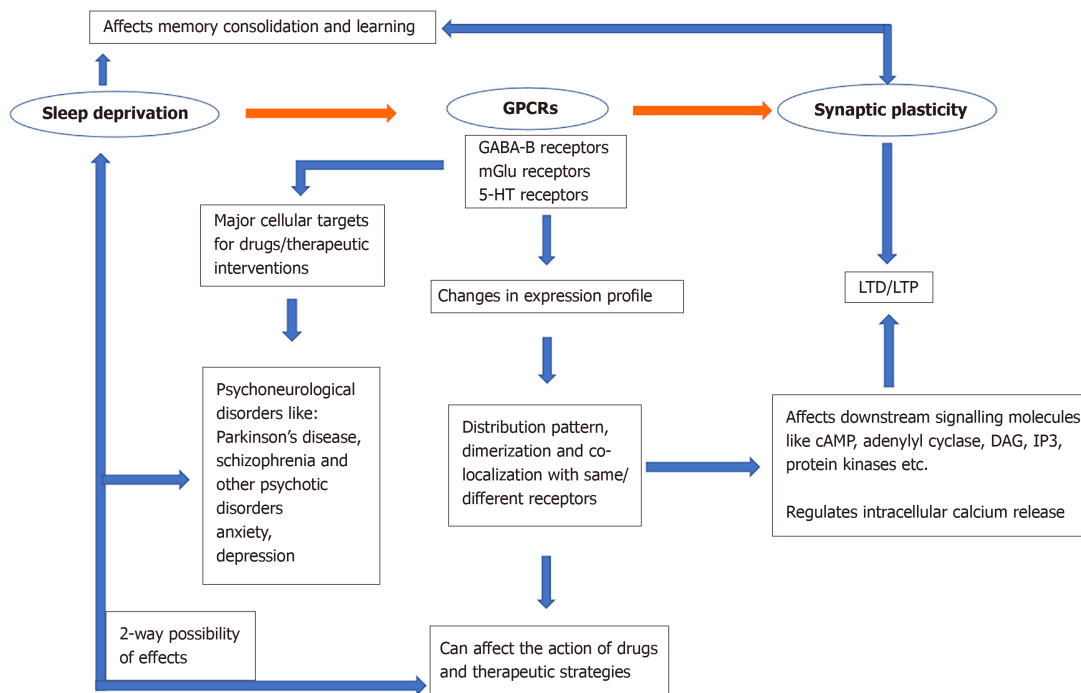 Affects memory consolidation and learning
Sleep deprivation
GPCRs
Synaptic plasticity
GABA-B receptors
mGlu receptors
5-HT receptors
Major cellular targets
for drugs/therapeutic
interventions
Changes in expression profile
LTD/LTP
Psychoneurological
disorders like:
Parkinson’s disease,
schizophrenia and
other psychotic
disorders
anxiety,
depression
Distribution pattern,
dimerization and co-
localization with same/
different receptors
Affects downstream signalling molecules
like cAMP, adenylyl cyclase, DAG, IP3,
protein kinases etc.
Regulates intracellular calcium release
2-way possibility
of effects
Can affect the action of drugs
and therapeutic strategies